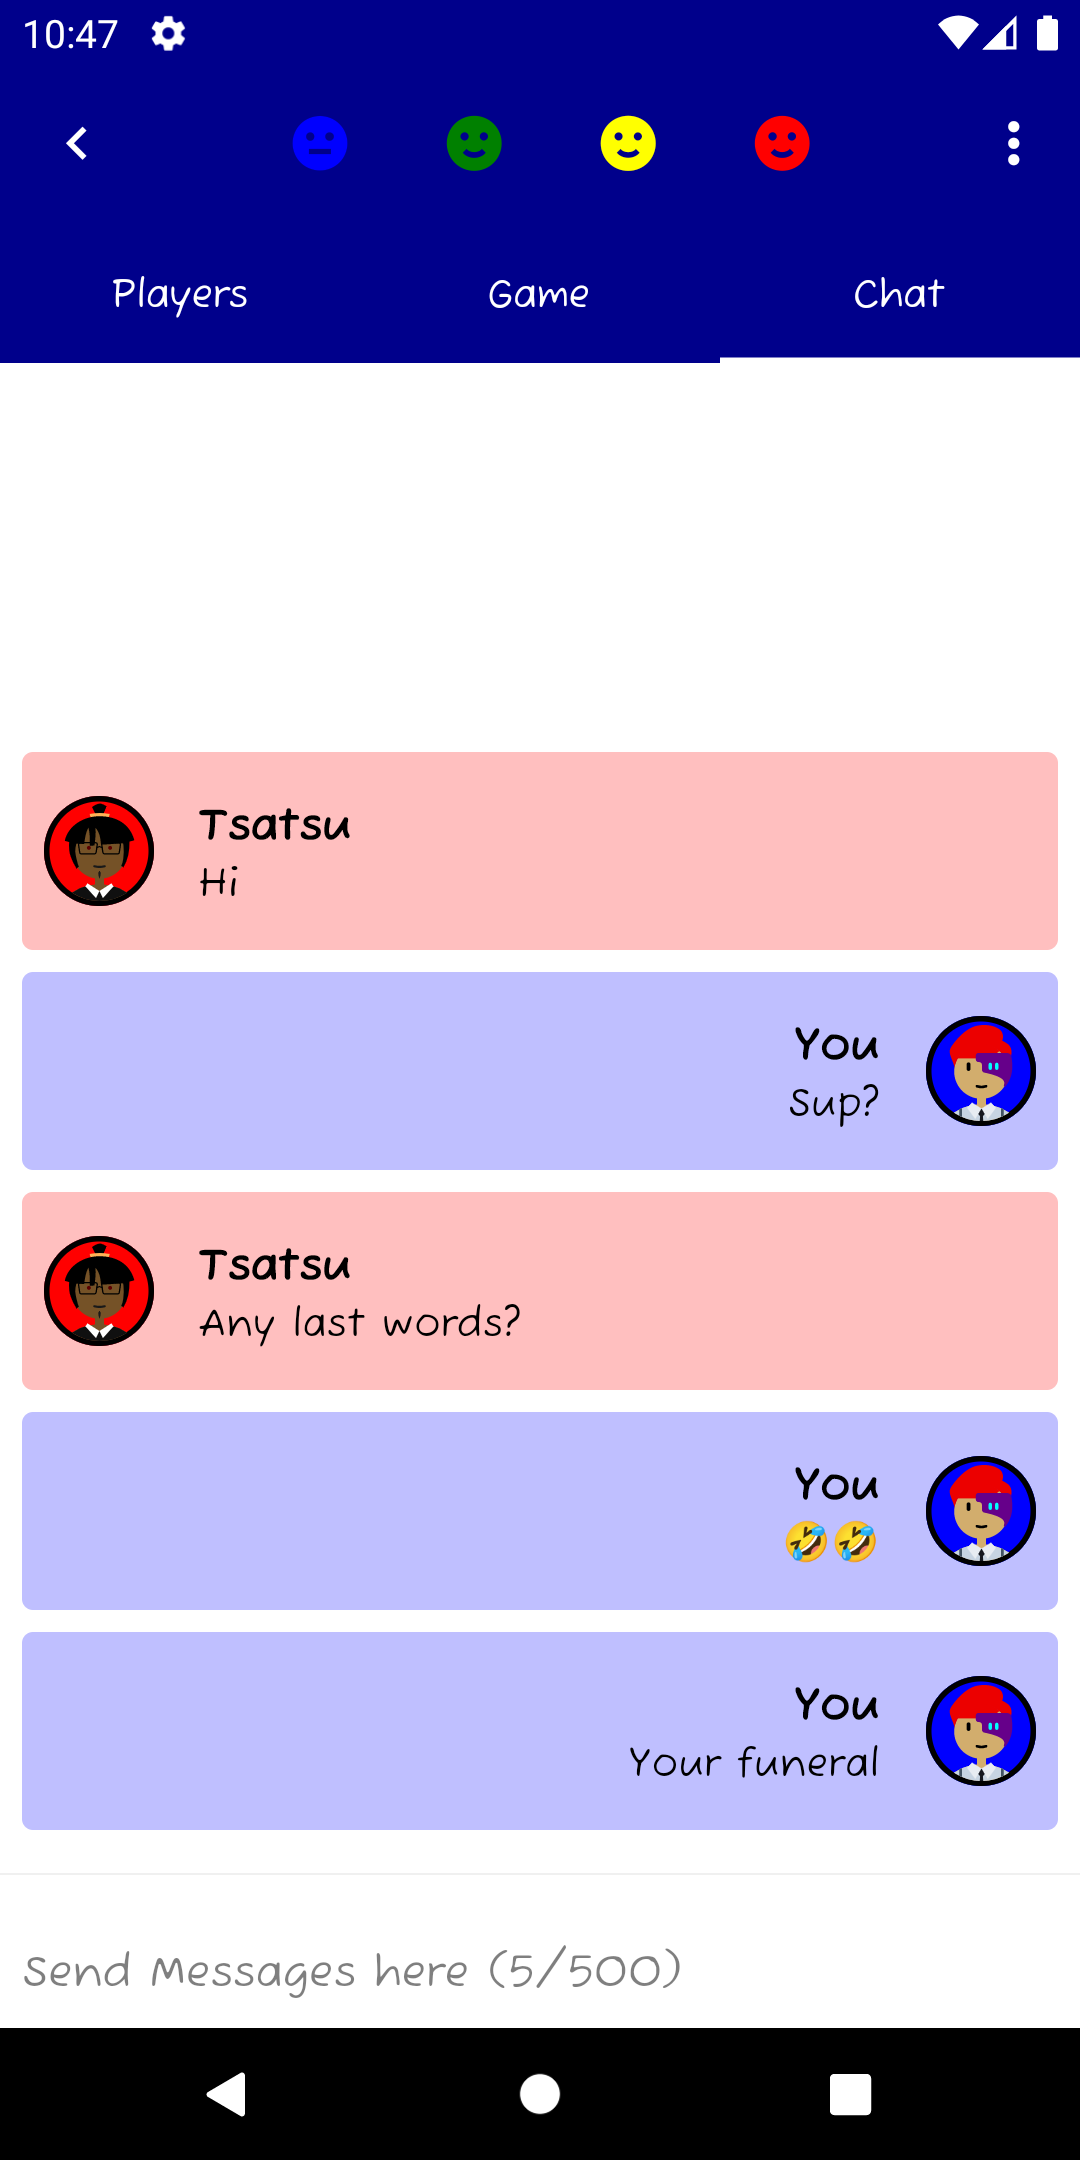 10:47
Players Game Chat
Tsatsu
Hi
You
Sup?
Tsatsu
Any last words?
You
🤣🤣
You
Your funeral
Send Messages here (5/500)